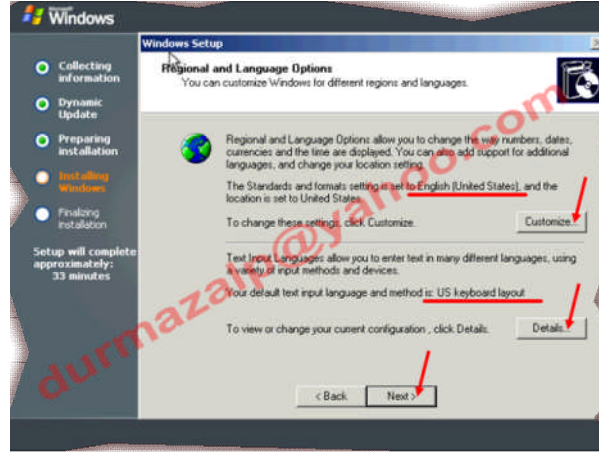 Microsoft
Windows
Collecting
information
Dynamic
Update
Preparing
installation
Installing
Windows
Finalizing
installation
Setup will complete
approximately:
33 minutes
Windows Setup
Regional and Language Options
You can customize Windows for different regions and languages.
Regional and Language Options allow you to change the way numbers, dates,
currencies and the time are displayed. You can also add support for additional
languages, and change your location setting.
The Standards and formats setting is set to English (United States), and the
location is set to United States.
To change these settings, click Customize.
Customize...
Text Input Languages allow you to enter text in many different languages, using
a variety of input methods and devices.
Your default text input language and method is: US keyboard layout
To view or change your current configuration , click Details.
Details...
< Back
Next >
durmazalp@yahoo.com